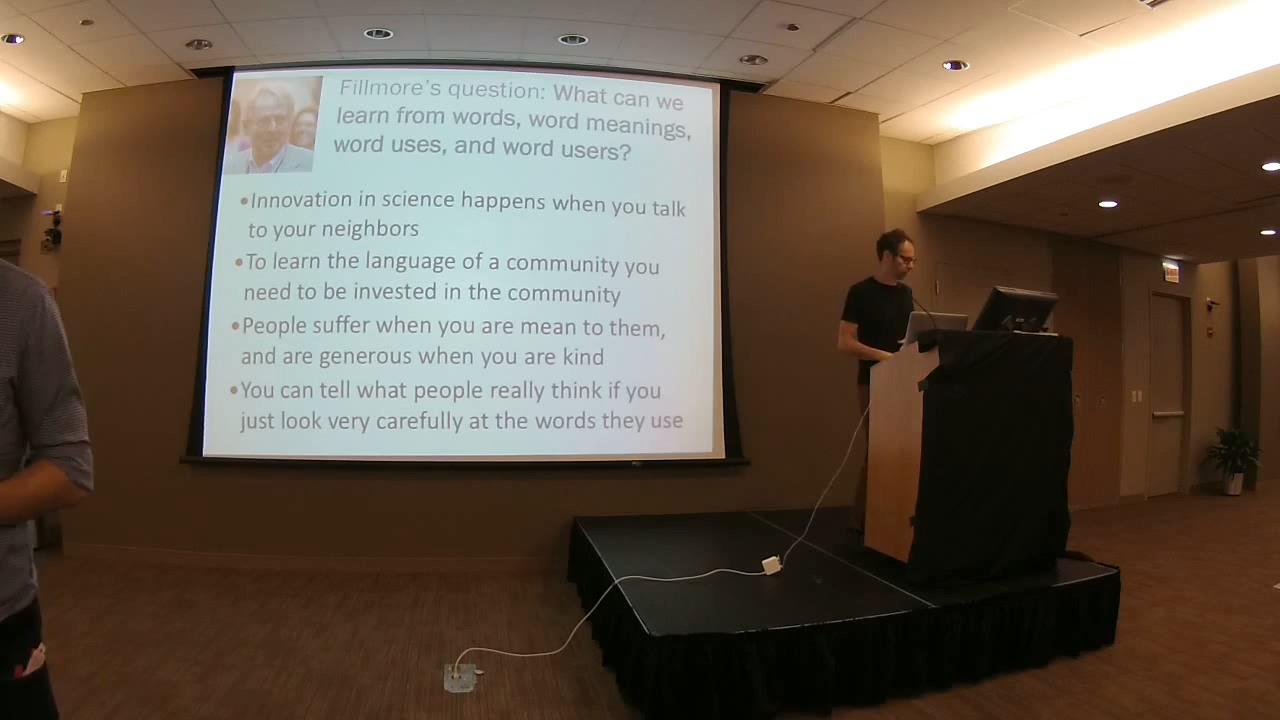 Fillmore's question: What can we
learn from words, word meanings,
word uses, and word users?
•Innovation in science happens when you talk
to your neighbors
•To learn the language of a community you
need to be invested in the community
•People suffer when you are mean to them,
and are generous when you are kind
•You can tell what people really think if you
just look very carefully at the words they use